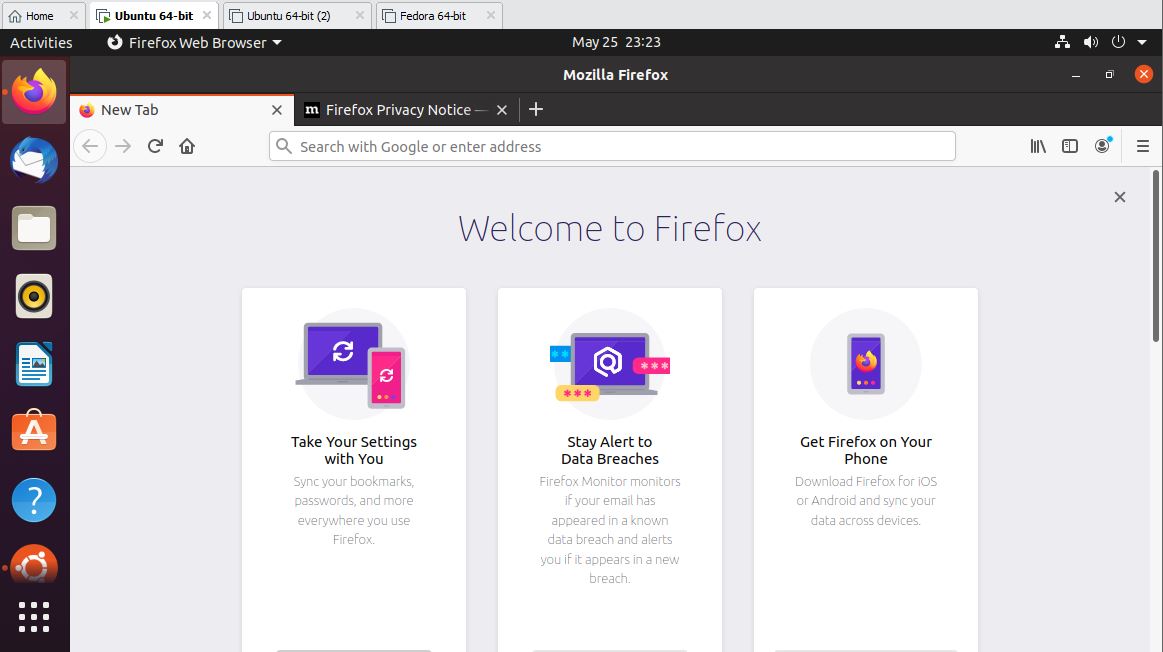 Home
Ubuntu 64-bit
Ubuntu 64-bit (2)
Fedora 64-bit
Activities
Firefox Web Browser
May 25 23:23
Mozilla Firefox
New Tab
m Firefox Privacy Notice —
Search with Google or enter address
Welcome to Firefox
Take Your Settings
with You
Sync your bookmarks,
passwords, and more
everywhere you use
Firefox.
Stay Alert to
Data Breaches
Firefox Monitor monitors
if your email has
appeared in a known
data breach and alerts
you if it appears in a new
breach.
Get Firefox on Your
Phone
Download Firefox for iOS
or Android and sync your
data across devices.